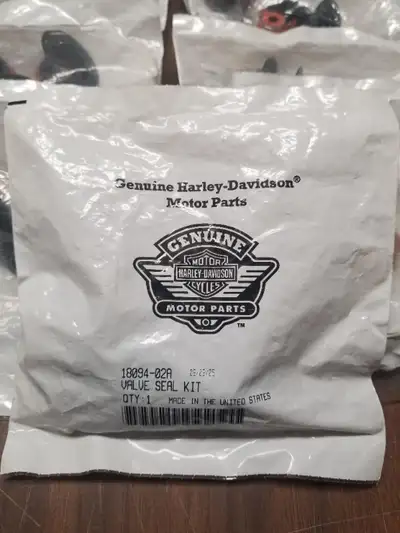 Genuine Harley-Davidson®
Motor Parts
GENUINE
MOTOR
HARLEY-DAVIDSON
CYCLES
MOTOR PARTS
TM
18094-02A
VALVE SEAL KIT
QTY 1 MADE IN THE UNITED STATES